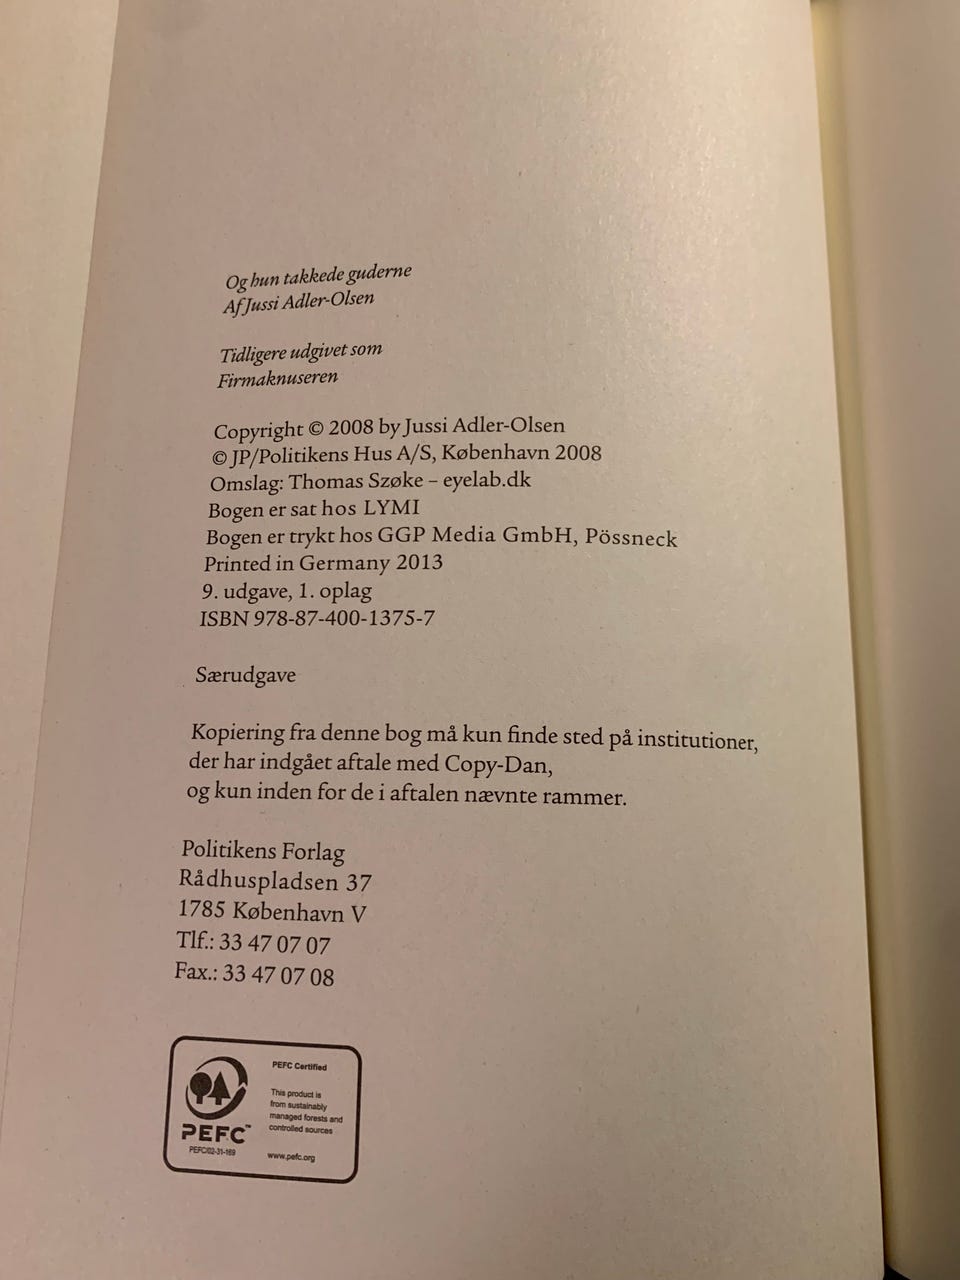 Og hun takkede guderne
Af Jussi Adler-Olsen
Tidligere udgivet som
Firmaknuseren
Copyright © 2008 by Jussi Adler-Olsen
© JP/Politikens Hus A/S, København 2008
Omslag: Thomas Szøke – eyelab.dk
Bogen er sat hos LYMI
Bogen er trykt hos GGP Media GmbH, Pössneck
Printed in Germany 2013
9. udgave, 1. oplag
ISBN 978-87-400-1375-7
Særudgave
Kopiering fra denne bog må kun finde sted på institutioner,
der har indgået aftale med Copy-Dan,
og kun inden for de i aftalen nævnte rammer.
Politikens Forlag
Rådhuspladsen 37
1785 København V
Tlf.: 33 47 07 07
Fax.: 33 47 07 08
PEFC™
PEFC/02-31-169
PEFC Certified
This product is
from sustainably
managed forests and
controlled sources
www.pefc.org